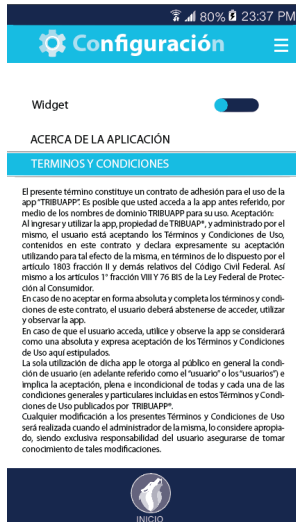 80% 23:37 PM
Configuración
Widget
ACERCA DE LA APLICACIÓN
TERMINOS Y CONDICIONES
El presente término constituye un contrato de adhesión para el uso de la
app "TRIBUAPP". Es posible que usted acceda a la app antes referido, por
medio de los nombres de dominio TRIBUAPP para su uso. Aceptación:
Al ingresar y utilizar la app, propiedad de TRIBUAP®, y administrado por el
mismo, el usuario está aceptando los Términos y Condiciones de Uso,
contenidos en este contrato y declara expresamente su aceptación
utilizando para tal efecto de la misma, en términos de lo dispuesto por el
artículo 1803 fracción II y demás relativos del Código Civil Federal. Así
mismo a los artículos 1° fracción VIII Y 76 BIS de la Ley Federal de Protec-
ción al Consumidor.
En caso de no aceptar en forma absoluta y completa los términos y condi-
ciones de este contrato, el usuario deberá abstenerse de acceder, utilizar
y observar la app.
En caso de que el usuario acceda, utilice y observe la app se considerará
como una absoluta y expresa aceptación de los Términos y Condiciones
de Uso aquí estipulados.
La sola utilización de dicha app le otorga al público en general la condi-
ción de usuario (en adelante referido como el "usuario" o los "usuarios") e
implica la aceptación, plena e incondicional de todas y cada una de las
condiciones generales y particulares incluidas en estos Términos y Condi-
ciones de Uso publicados por TRIBUAPP®.
Cualquier modificación a los presentes Términos y Condiciones de Uso
será realizada cuando el administrador de la misma, lo considere apropia-
do, siendo exclusiva responsabilidad del usuario asegurarse de tomar
conocimiento de tales modificaciones.
INICIO